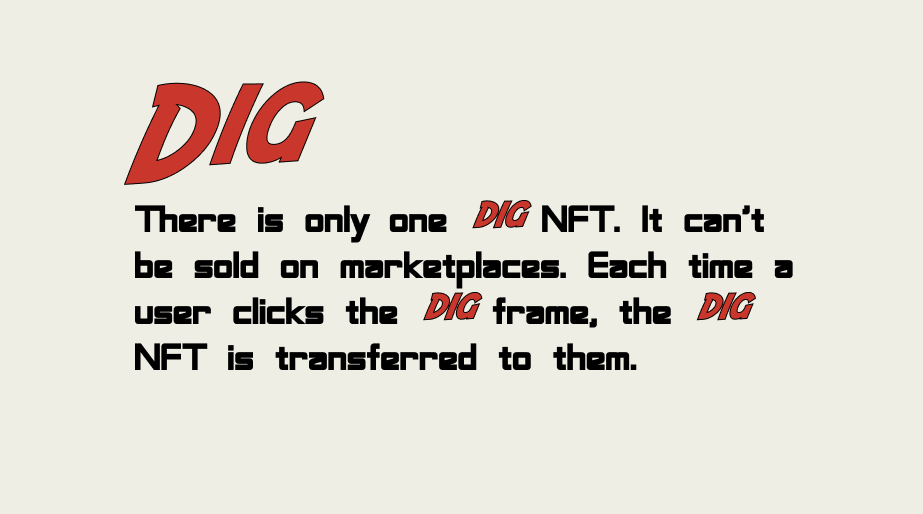 DIG
There is only one DIG NFT. It can't
be sold on marketplaces. Each time a
user clicks the DIG frame, the DIG
NFT is transferred to them.